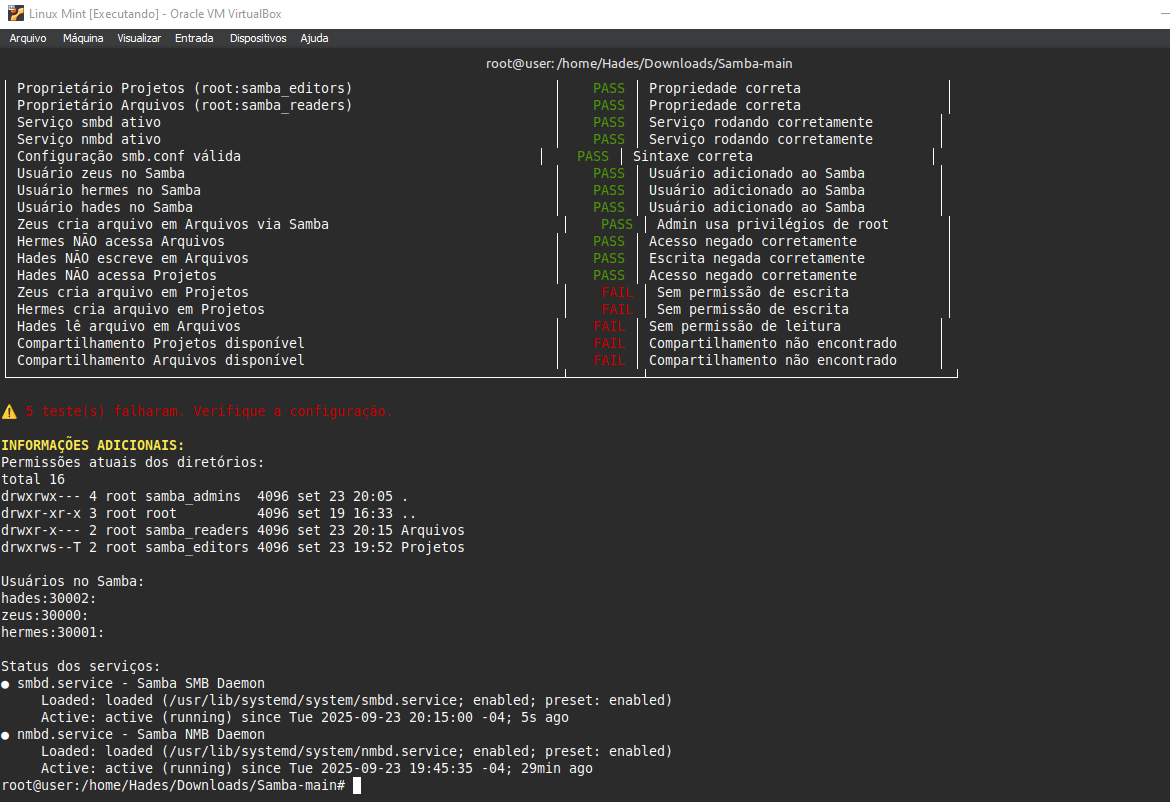 Linux Mint [Executando] - Oracle VM VirtualBox
Arquivo Máquina Visualizar Entrada Dispositivos Ajuda
root@user: /home/Hades/Downloads/Samba-main
Proprietário Projetos (root:samba_editors) PASS Propriedade correta
Proprietário Arquivos (root:samba_readers) PASS Propriedade correta
Serviço smbd ativo PASS Serviço rodando corretamente
Serviço nmbd ativo PASS Serviço rodando corretamente
Configuração smb.conf válida PASS Sintaxe correta
Usuário zeus no Samba PASS Usuário adicionado ao Samba
Usuário hermes no Samba PASS Usuário adicionado ao Samba
Usuário hades no Samba PASS Usuário adicionado ao Samba
Zeus cria arquivo em Arquivos via Samba PASS Admin usa privilégios de root
Hermes NÃO acessa Arquivos PASS Acesso negado corretamente
Hades NÃO escreve em Arquivos PASS Escrita negada corretamente
Hades NÃO acessa Projetos PASS Acesso negado corretamente
Zeus cria arquivo em Projetos FAIL Sem permissão de escrita
Hermes cria arquivo em Projetos FAIL Sem permissão de escrita
Hades lê arquivo em Arquivos FAIL Sem permissão de leitura
Compartilhamento Projetos disponível FAIL Compartilhamento não encontrado
Compartilhamento Arquivos disponível FAIL Compartilhamento não encontrado
⚠️ 5 teste(s) falharam. Verifique a configuração.
INFORMAÇÕES ADICIONAIS:
Permissões atuais dos diretórios:
total 16
drwxrwx--- 4 root samba_admins 4096 set 23 20:05 .
drwxr-xr-x 3 root root 4096 set 19 16:33 ..
drwxr-x--- 2 root samba_readers 4096 set 23 20:15 Arquivos
drwxrws--T 2 root samba_editors 4096 set 23 19:52 Projetos
Usuários no Samba:
hades:30002:
zeus:30000:
hermes:30001:
Status dos serviços:
● smbd.service - Samba SMB Daemon
Loaded: loaded (/usr/lib/systemd/system/smbd.service; enabled; preset: enabled)
Active: active (running) since Tue 2025-09-23 20:15:00 -04; 5s ago
● nmbd.service - Samba NMB Daemon
Loaded: loaded (/usr/lib/systemd/system/nmbd.service; enabled; preset: enabled)
Active: active (running) since Tue 2025-09-23 19:45:35 -04; 29min ago
root@user:/home/Hades/Downloads/Samba-main#